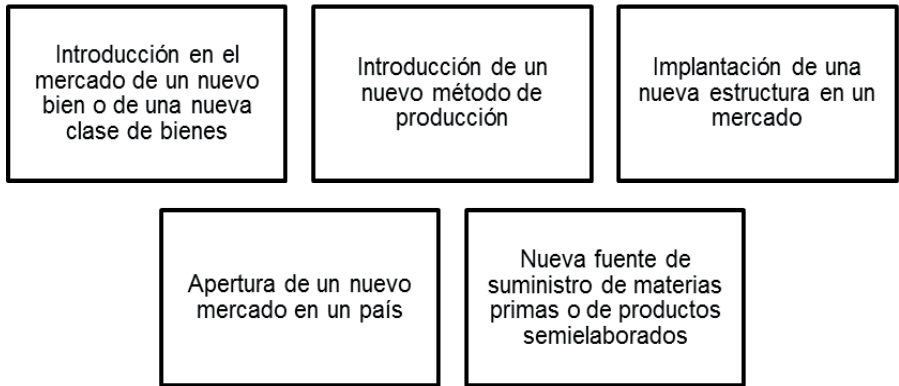 Introducción en el
mercado de un nuevo
bien o de una nueva
clase de bienes
Introducción de un
nuevo método de
producción
Implantación de una
nueva estructura en un
mercado
Apertura de un nuevo
mercado en un país
Nueva fuente de
suministro de materias
primas o de productos
semielaborados